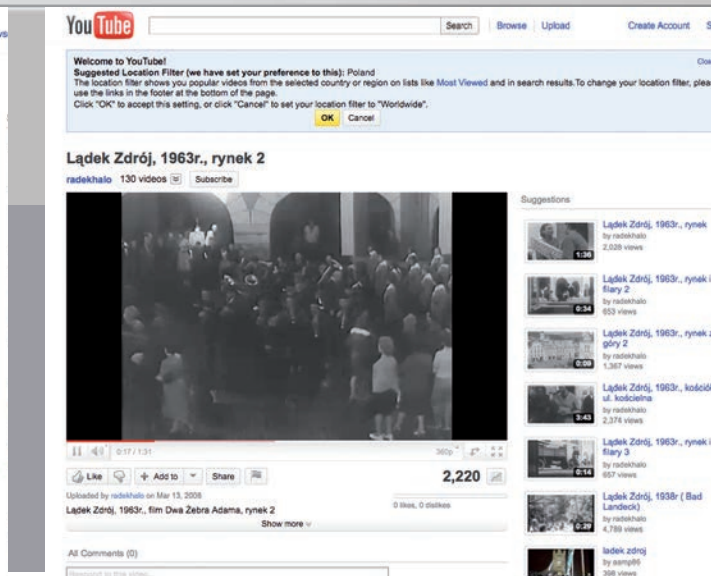 YouTube
Search
Browse
Upload
Create Account
S
Welcome to YouTube!
Clo
Suggested Location Filter (we have set your preference to this): Poland
The location filter shows you popular videos from the selected country or region on lists like Most Viewed and in search results.To change your location filter, plea
use the links in the footer at the bottom of the page.
Click "OK" to accept this setting, or click "Cancel" to set your location filter to "Worldwide".
OK
Cancel
Lądek Zdrój, 1963r., rynek 2
radekhalo 130 videos
Subscribe
0:17 / 1:31
360p
Like
+ Add to
Share
2,220
Uploaded by radekhalo on Mar 13, 2008
0 likes, 0 dislikes
Lądek Zdrój, 1963r., film Dwa Żebra Adama, rynek 2
Show more
All Comments (0)
Respond to this video...
Suggestions
Lądek Zdrój, 1963r., rynek
by radekhalo
2,028 views
1:36
Lądek Zdrój, 1963r., rynek i
filary 2
by radekhalo
653 views
0:34
Lądek Zdrój, 1963r., rynek z
góry 2
by radekhalo
1,367 views
0:09
Lądek Zdrój, 1963r., kośció
ul. kościelna
by radekhalo
2,374 views
3:43
Lądek Zdrój, 1963r., rynek i
filary 3
by radekhalo
657 views
0:14
Lądek Zdrój, 1938r ( Bad
Landeck)
by radekhalo
4,789 views
0:29
ladek zdroj
by aamp86
398 views